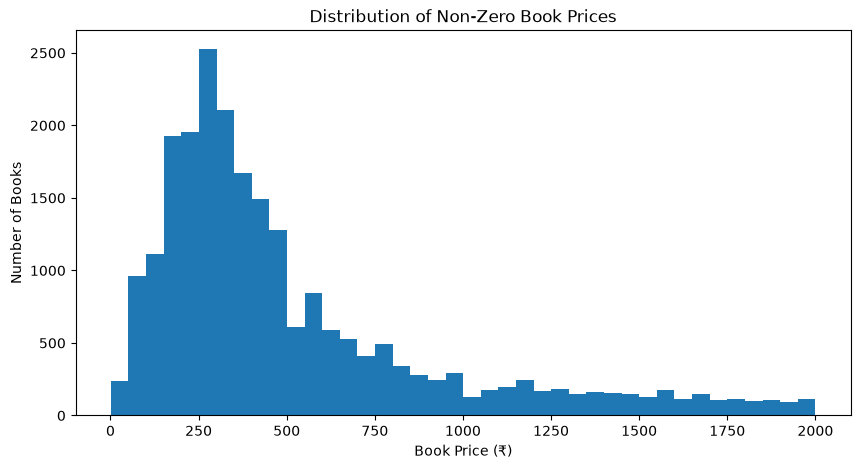 Distribution of Non-Zero Book Prices
Number of Books
2500
2000
1500
1000
500
0
0 250 500 750 1000 1250 1500 1750 2000
Book Price (₹)